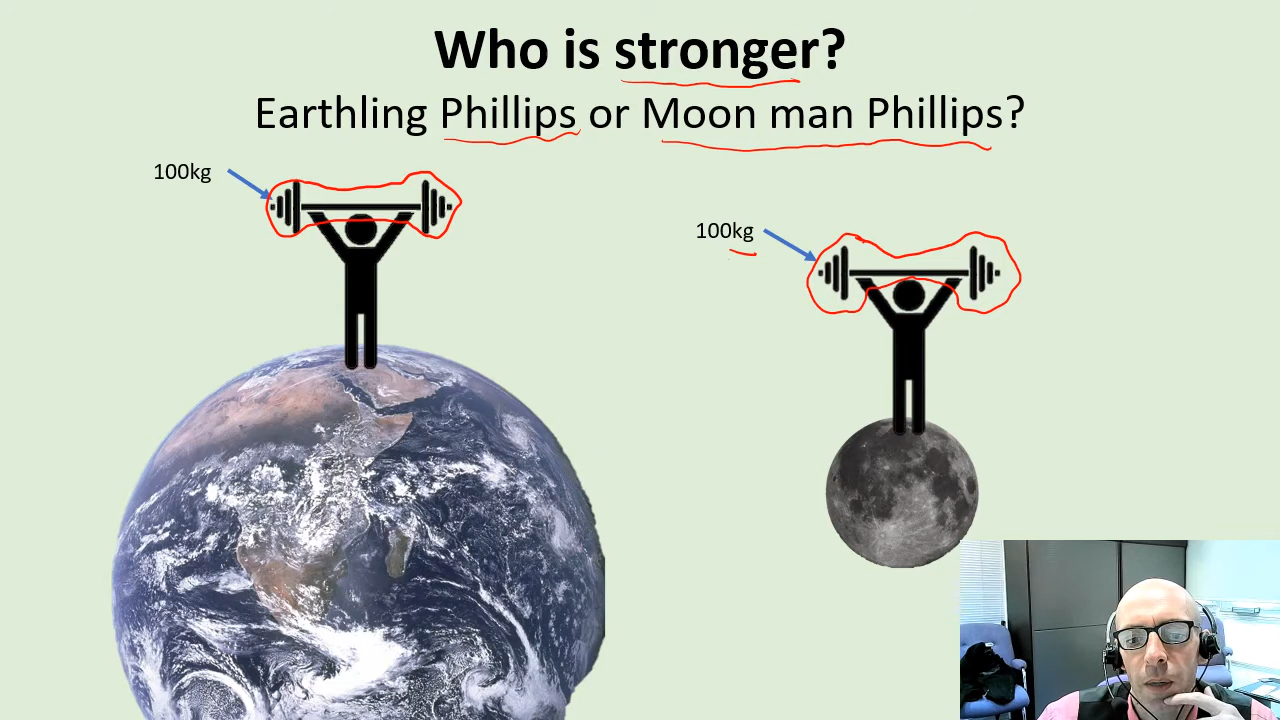 Who is stronger?
Earthling Phillips or Moon man Phillips?
100kg
100kg